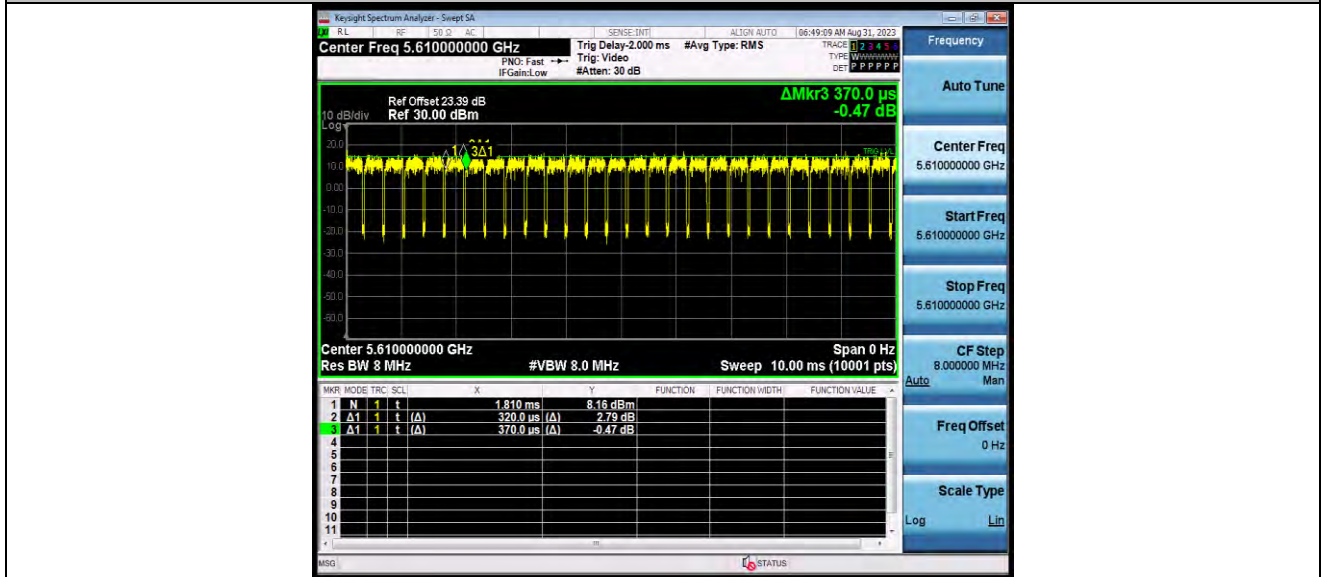 Keysight Spectrum Analyzer - Swept SA
RL RF 50 Ω AC SENSE:INT ALIGN AUTO 06:49:09 AM Aug 31, 2023
Center Freq 5.610000000 GHz Trig Delay-2.000 ms #Avg Type: RMS TRACE 1 2 3 4 5 6
PNO: Fast Trig: Video TYPE WWWWWW
IFGain:Low #Atten: 30 dB DET P P P P P P
Frequency
ΔMkr3 370.0 µs
-0.47 dB
Ref Offset 23.39 dB
10 dB/div Ref 30.00 dBm
Log
20.0
10.0
0.00
-10.0
-20.0
-30.0
-40.0
-50.0
-60.0
1
3Δ1
TRIG LVL
Center 5.610000000 GHz Span 0 Hz
Res BW 8 MHz #VBW 8.0 MHz Sweep 10.00 ms (10001 pts)
MKR MODE TRC SCL X Y FUNCTION FUNCTION WIDTH FUNCTION VALUE
1 N 1 t 1.810 ms 8.16 dBm
2 Δ1 1 t (Δ) 320.0 µs (Δ) 2.79 dB
3 Δ1 1 t (Δ) 370.0 µs (Δ) -0.47 dB
4
5
6
7
8
9
10
11
MSG STATUS
Auto Tune
Center Freq
5.610000000 GHz
Start Freq
5.610000000 GHz
Stop Freq
5.610000000 GHz
CF Step
8.000000 MHz
Auto Man
Freq Offset
0 Hz
Scale Type
Log Lin